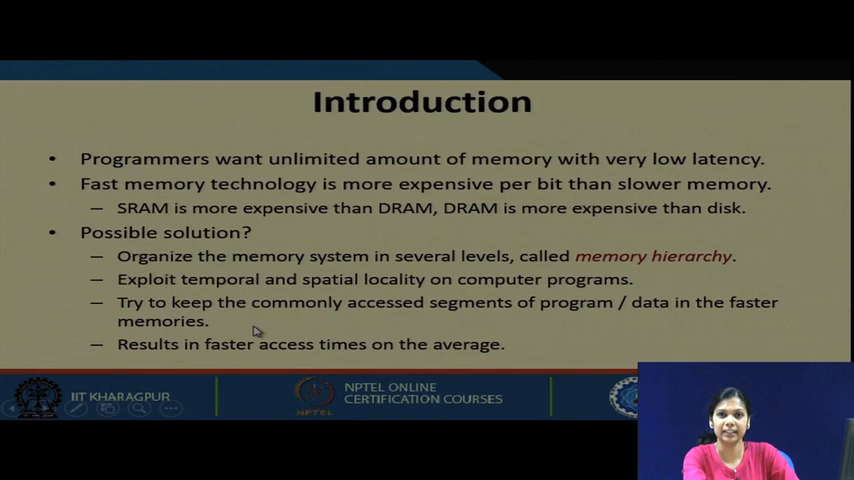 Introduction
• Programmers want unlimited amount of memory with very low latency.
• Fast memory technology is more expensive per bit than slower memory.
– SRAM is more expensive than DRAM, DRAM is more expensive than disk.
• Possible solution?
– Organize the memory system in several levels, called memory hierarchy.
– Exploit temporal and spatial locality on computer programs.
– Try to keep the commonly accessed segments of program / data in the faster
memories.
– Results in faster access times on the average.
IIT KHARAGPUR
NPTEL
NPTEL ONLINE
CERTIFICATION COURSES